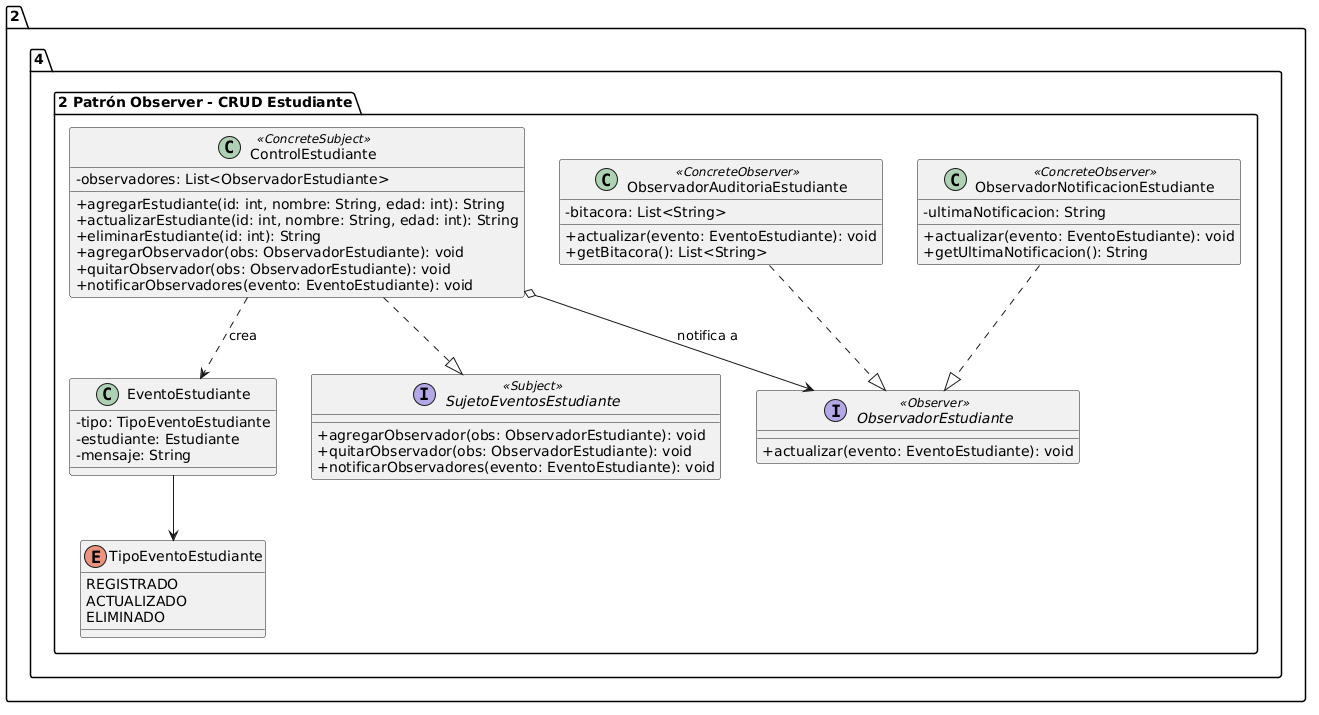 2
4
2 Patrón Observer - CRUD Estudiante
C
«ConcreteSubject»
ControlEstudiante
-observadores: List<ObservadorEstudiante>
+agregarEstudiante(id: int, nombre: String, edad: int): String
+actualizarEstudiante(id: int, nombre: String, edad: int): String
+eliminarEstudiante(id: int): String
+agregarObservador(obs: ObservadorEstudiante): void
+quitarObservador(obs: ObservadorEstudiante): void
+notificarObservadores(evento: EventoEstudiante): void
C
«ConcreteObserver»
ObservadorAuditoriaEstudiante
-bitacora: List<String>
+actualizar(evento: EventoEstudiante): void
+getBitacora(): List<String>
C
«ConcreteObserver»
ObservadorNotificacionEstudiante
-ultimaNotificacion: String
+actualizar(evento: EventoEstudiante): void
+getUltimaNotificacion(): String
crea
notifica a
C
EventoEstudiante
-tipo: TipoEventoEstudiante
-estudiante: Estudiante
-mensaje: String
I
«Subject»
SujetoEventosEstudiante
+agregarObservador(obs: ObservadorEstudiante): void
+quitarObservador(obs: ObservadorEstudiante): void
+notificarObservadores(evento: EventoEstudiante): void
I
«Observer»
ObservadorEstudiante
+actualizar(evento: EventoEstudiante): void
E
TipoEventoEstudiante
REGISTRADO
ACTUALIZADO
ELIMINADO